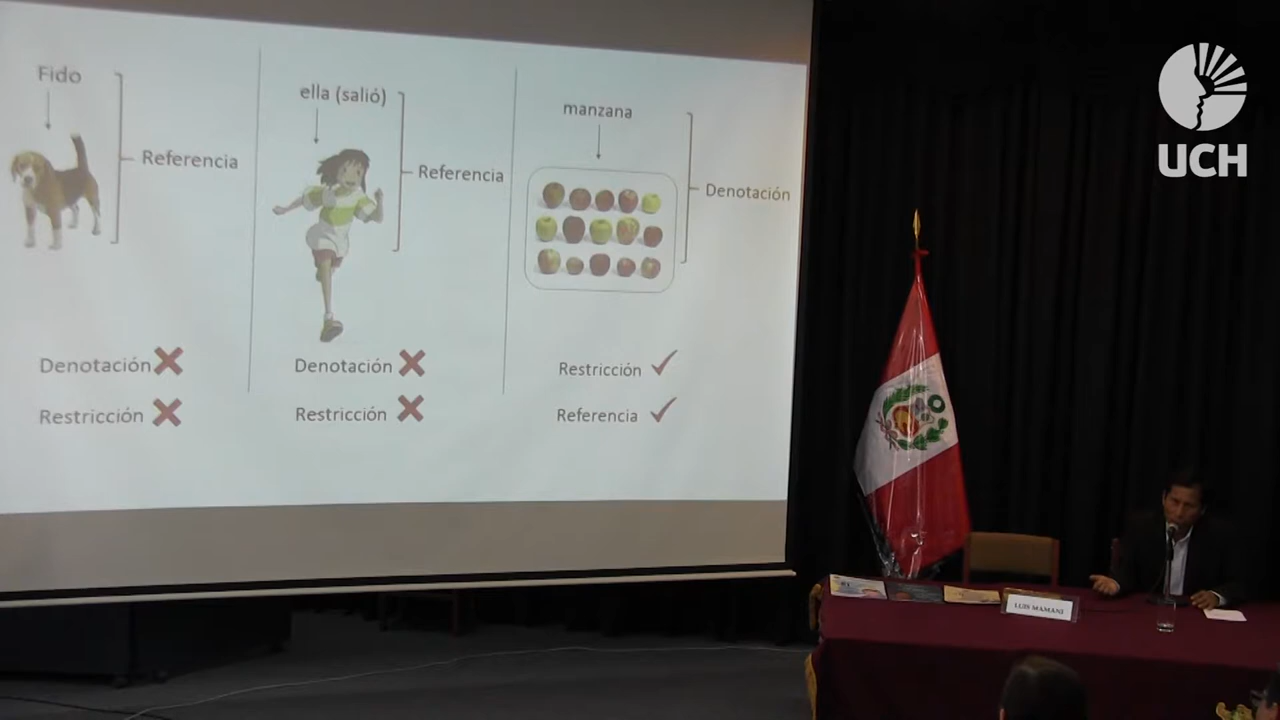 Fido
Referencia
Denotación
Restricción
ella (salió)
Referencia
Denotación
Restricción
manzana
Denotación
Restricción
Referencia
UCH
LUIS MAMANI